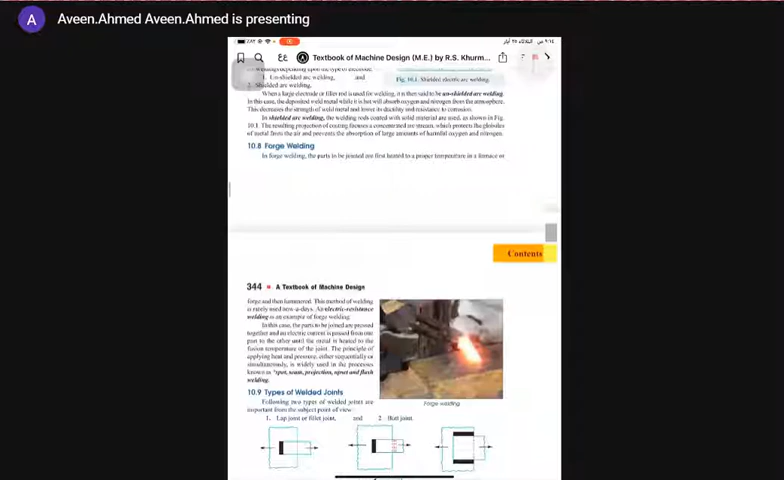 A Aveen.Ahmed Aveen.Ahmed is presenting
Textbook of Machine Design (M.E.) by R.S. Khurm...
1. Un-shielded arc welding, and
2. Shielded arc welding.
Fig. 10.1. Shielded electric arc welding.
When a large electrode or filler rod is used for welding, it is then said to be un-shielded arc welding.
In this case, the deposited weld metal while it is hot will absorb oxygen and nitrogen from the atmosphere.
This decreases the strength of weld metal and lower its ductility and resistance to corrosion.
In shielded arc welding, the welding rods coated with solid material are used, as shown in Fig.
10.1. The resulting projection of coating focuses a concentrated arc stream, which protects the globules
of metal from the air and prevents the absorption of large amounts of harmful oxygen and nitrogen.
10.8 Forge Welding
In forge welding, the parts to be jointed are first heated to a proper temperature in a furnace or
Contents
344 ■ A Textbook of Machine Design
forge and then hammered. This method of welding
is rarely used now-a-days. An electric-resistance
welding is an example of forge welding.
In this case, the parts to be joined are pressed
together and an electric current is passed from one
part to the other until the metal is heated to the
fusion temperature of the joint. The principle of
applying heat and pressure, either sequentially or
simultaneously, is widely used in the processes
known as *spot, seam, projection, upset and flash
welding.
Forge welding.
10.9 Types of Welded Joints
Following two types of welded joints are
important from the subject point of view:
1. Lap joint or fillet joint, and 2. Butt joint.